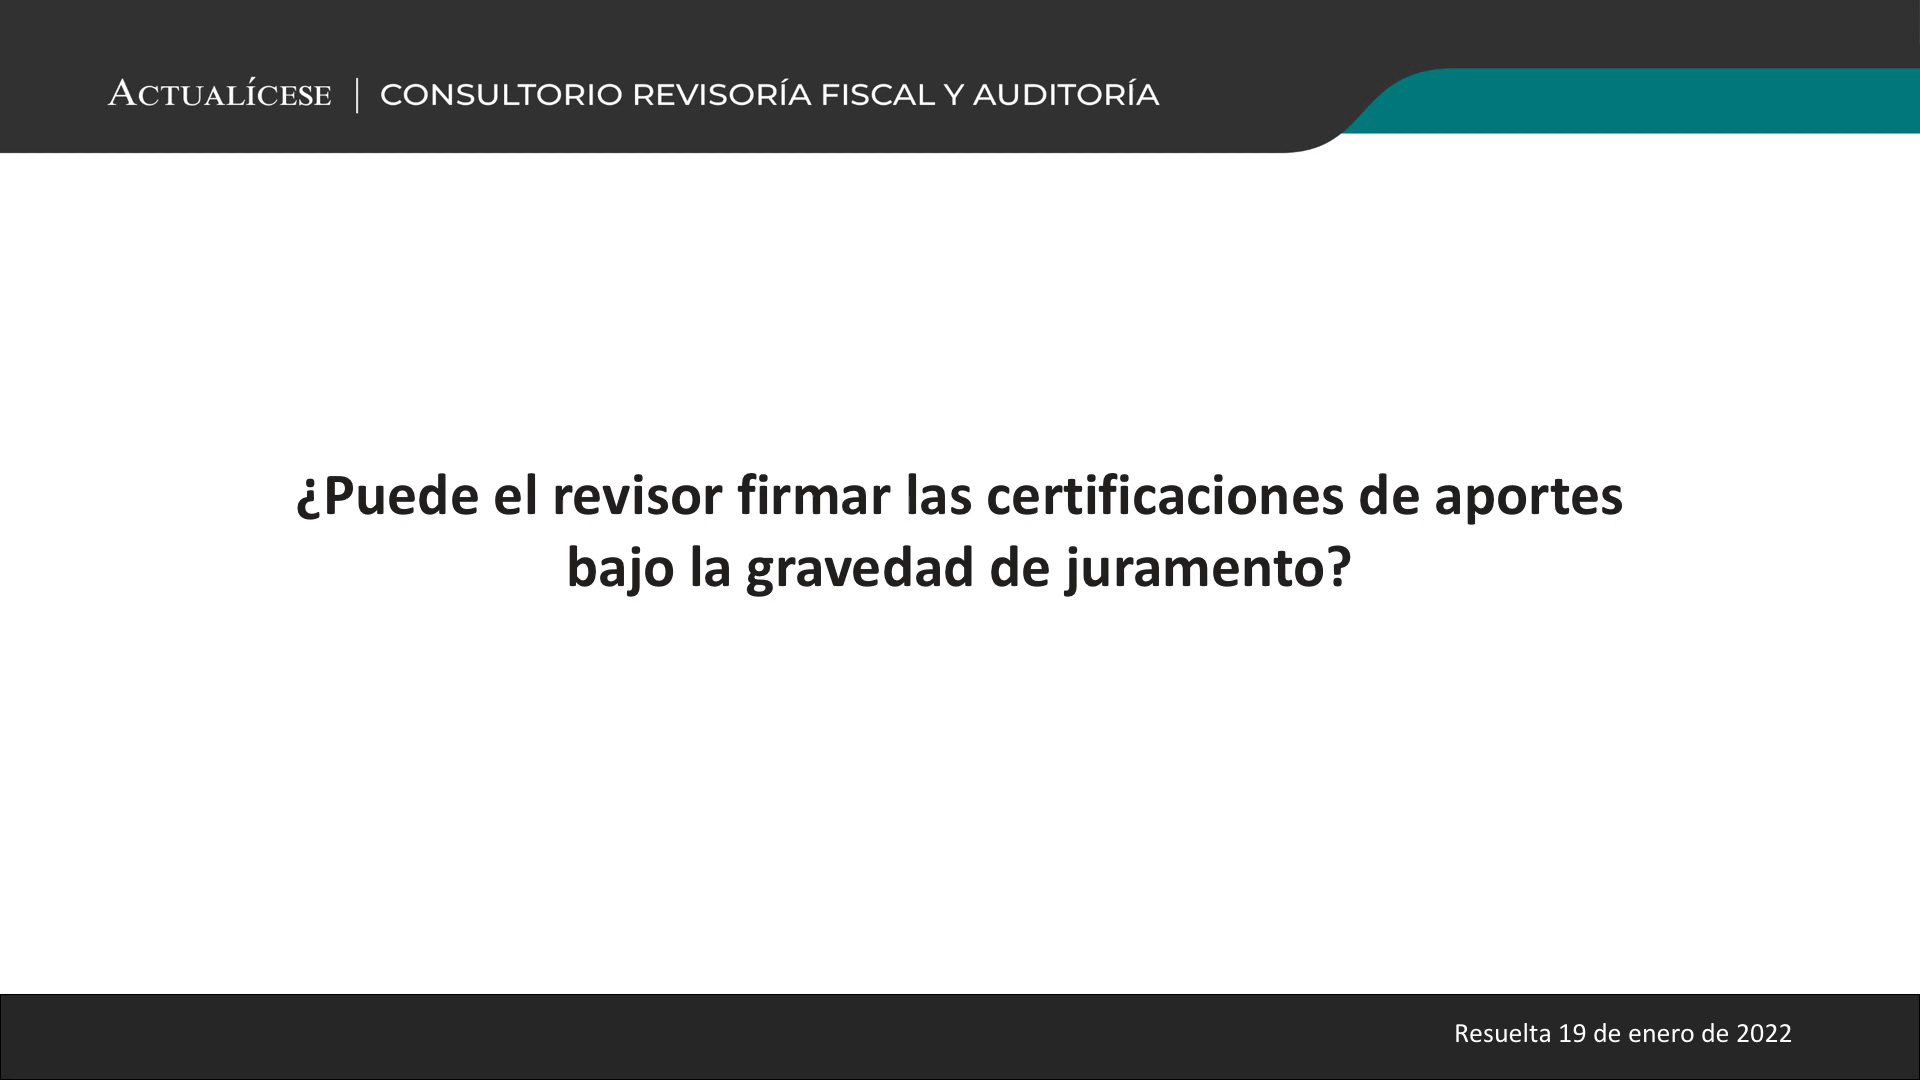 ACTUALÍCESE | CONSULTORIO REVISORÍA FISCAL Y AUDITORÍA
¿Puede el revisor firmar las certificaciones de aportes
bajo la gravedad de juramento?
Resuelta 19 de enero de 2022